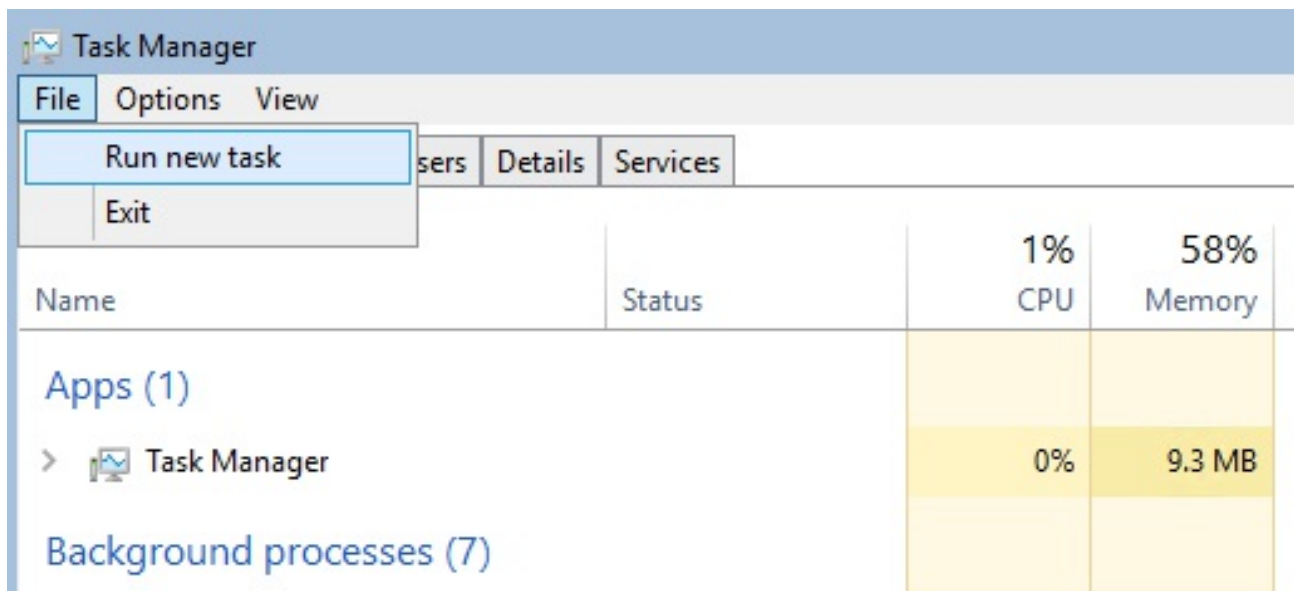 Task Manager
File Options View
Run new task
sers Details Services
Exit
1% 58%
Name Status CPU Memory
Apps (1)
Task Manager 0% 9.3 MB
Background processes (7)